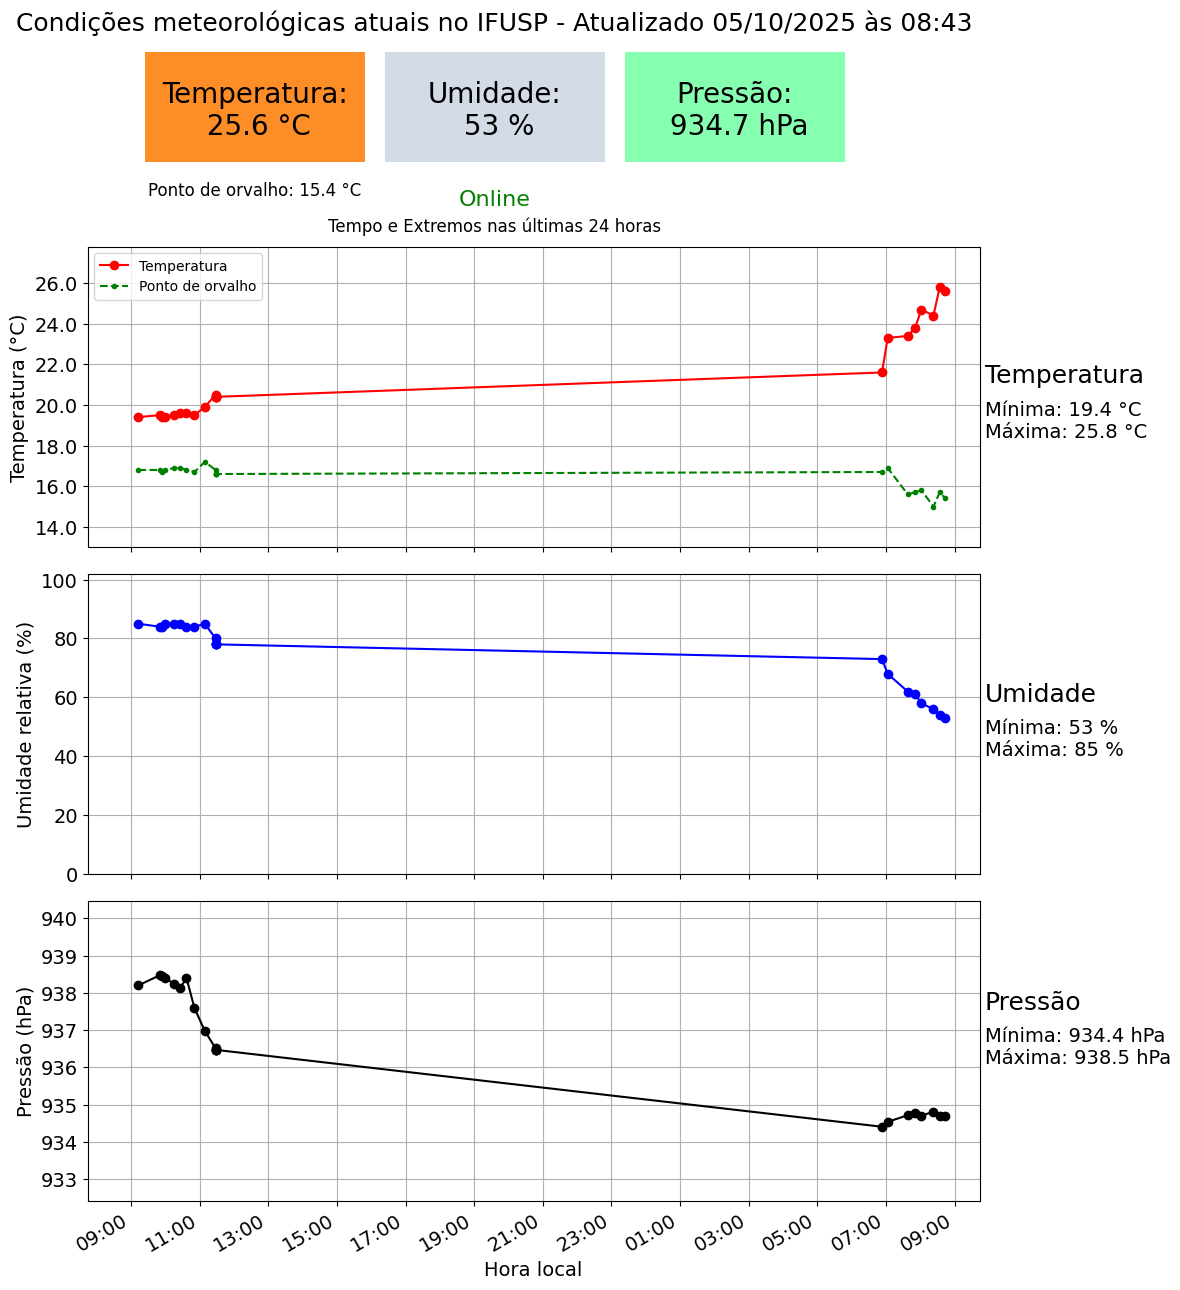 Condições meteorológicas atuais no IFUSP - Atualizado 05/10/2025 às 08:43
Temperatura:
25.6 °C
Umidade:
53 %
Pressão:
934.7 hPa
Ponto de orvalho: 15.4 °C
Online
Tempo e Extremos nas últimas 24 horas
Temperatura
Ponto de orvalho
Temperatura (°C)
26.0
24.0
22.0
20.0
18.0
16.0
14.0
Temperatura
Mínima: 19.4 °C
Máxima: 25.8 °C
Umidade relativa (%)
100
80
60
40
20
0
Umidade
Mínima: 53 %
Máxima: 85 %
Pressão (hPa)
940
939
938
937
936
935
934
933
Pressão
Mínima: 934.4 hPa
Máxima: 938.5 hPa
09:00 11:00 13:00 15:00 17:00 19:00 21:00 23:00 01:00 03:00 05:00 07:00 09:00
Hora local